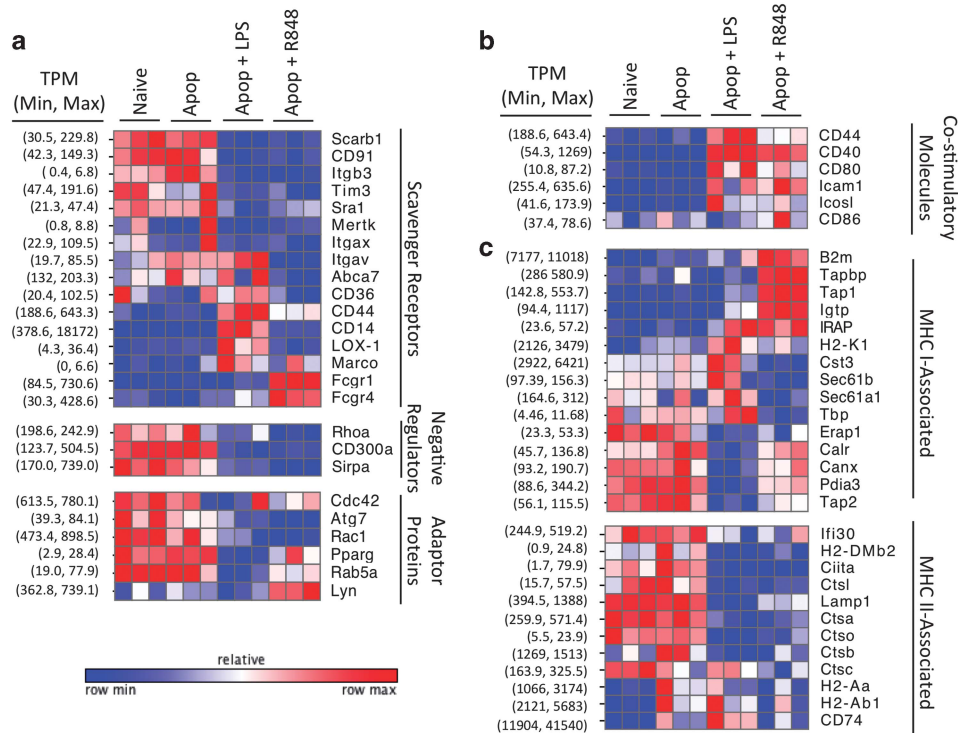 a
TPM
(Min, Max)
Naive
Apop
Apop + LPS
Apop + R848
(30.5, 229.8) Scarb1
(42.3, 149.3) CD91
( 0.4, 6.8) Itgb3
(47.4, 191.6) Tim3
(21.3, 47.4) Sra1
(0.8, 8.8) Mertk
(22.9, 109.5) Itgax
(19.7, 85.5) Itgav
(132, 203.3) Abca7
(20.4, 102.5) CD36
(188.6, 643.3) CD44
(378.6, 18172) CD14
(4.3, 36.4) LOX-1
(0, 6.6) Marco
(84.5, 730.6) Fcgr1
(30.3, 428.6) Fcgr4
Scavenger Receptors
(198.6, 242.9) Rhoa
(123.7, 504.5) CD300a
(170.0, 739.0) Sirpa
Negative
Regulators
(613.5, 780.1) Cdc42
(39.3, 84.1) Atg7
(473.4, 898.5) Rac1
(2.9, 28.4) Pparg
(19.0, 77.9) Rab5a
(362.8, 739.1) Lyn
Adaptor
Proteins
relative
row min row max
b
TPM
(Min, Max)
Naive
Apop
Apop + LPS
Apop + R848
(188.6, 643.4) CD44
(54.3, 1269) CD40
(10.8, 87.2) CD80
(255.4, 635.6) Icam1
(41.6, 173.9) Icosl
(37.4, 78.6) CD86
Co-stimulatory
Molecules
c
(7177, 11018) B2m
(286 580.9) Tapbp
(142.8, 553.7) Tap1
(94.4, 1117) Igtp
(23.6, 57.2) IRAP
(2126, 3479) H2-K1
(2922, 6421) Cst3
(97.39, 156.3) Sec61b
(164.6, 312) Sec61a1
(4.46, 11.68) Tbp
(23.3, 53.3) Erap1
(45.7, 136.8) Calr
(93.2, 190.7) Canx
(88.6, 344.2) Pdia3
(56.1, 115.5) Tap2
MHC I-Associated
(244.9, 519.2) Ifi30
(0.9, 24.8) H2-DMb2
(1.7, 79.9) Ciita
(15.7, 57.5) Ctsl
(394.5, 1388) Lamp1
(259.9, 571.4) Ctsa
(5.5, 23.9) Ctso
(1269, 1513) Ctsb
(163.9, 325.5) Ctsc
(1066, 3174) H2-Aa
(2121, 5683) H2-Ab1
(11904, 41540) CD74
MHC II-Associated